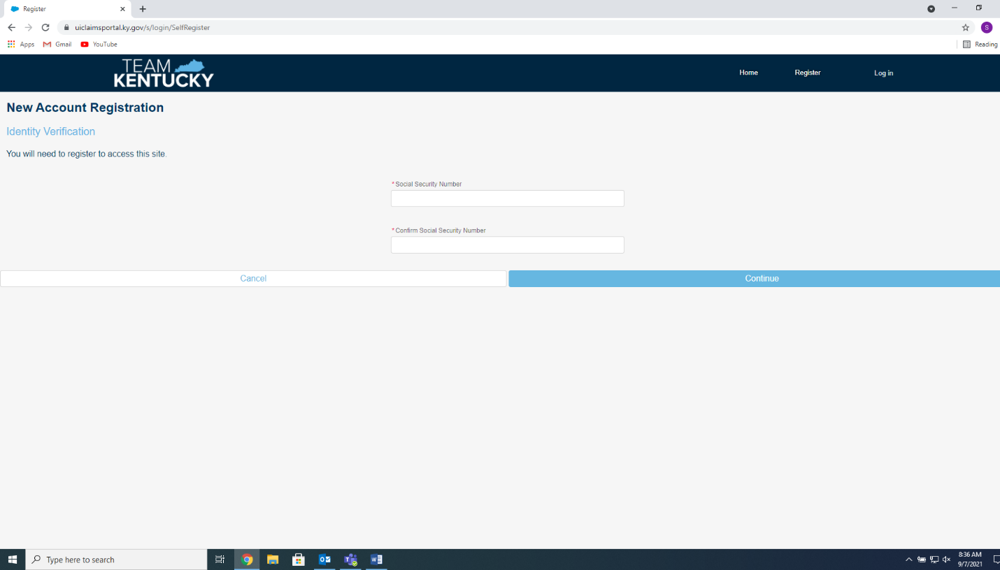 Register
uiclaimsportal.ky.gov/s/login/SelfRegister
S
Apps Gmail YouTube Reading
TEAM
KENTUCKY
Home Register Log in
New Account Registration
Identity Verification
You will need to register to access this site.
*Social Security Number
*Confirm Social Security Number
Cancel Continue
Type here to search
8:36 AM
9/7/2021